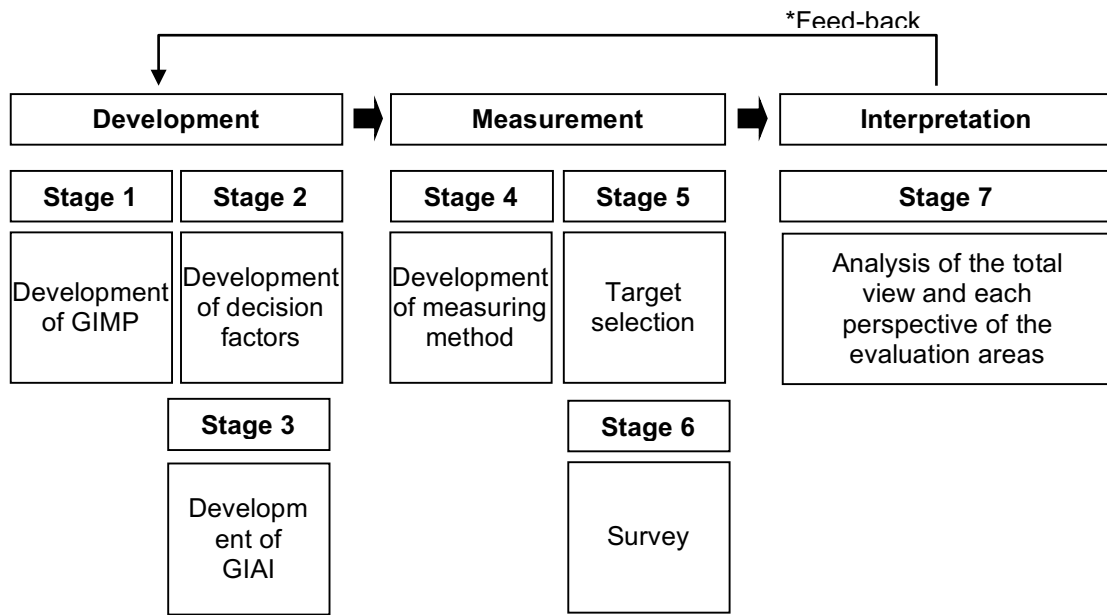 *Feed-back
Development
Measurement
Interpretation
Stage 1
Stage 2
Stage 4
Stage 5
Stage 7
Development
of GIMP
Development
of decision
factors
Development
of measuring
method
Target
selection
Analysis of the total
view and each
perspective of the
evaluation areas
Stage 3
Stage 6
Developm
ent of
GIAI
Survey